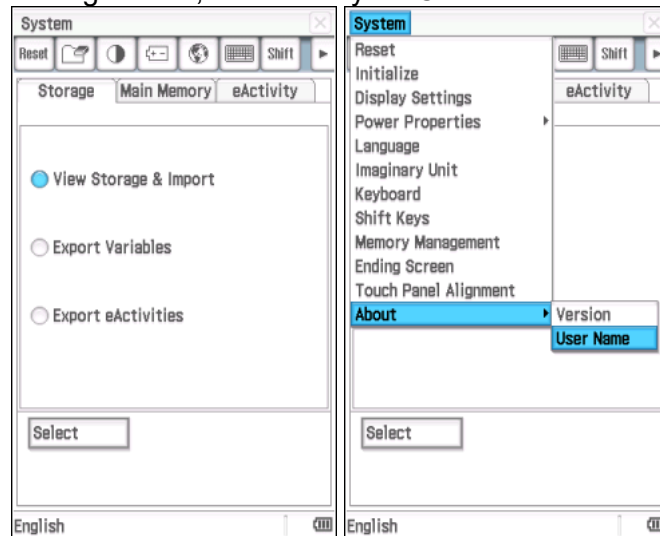 System
Reset Shift
Storage Main Memory eActivity
View Storage & Import
Export Variables
Export eActivities
Select
English
System
Reset
Initialize
Display Settings
Power Properties
Language
Imaginary Unit
Keyboard
Shift Keys
Memory Management
Ending Screen
Touch Panel Alignment
About
Shift
eActivity
Version
User Name
Select
English